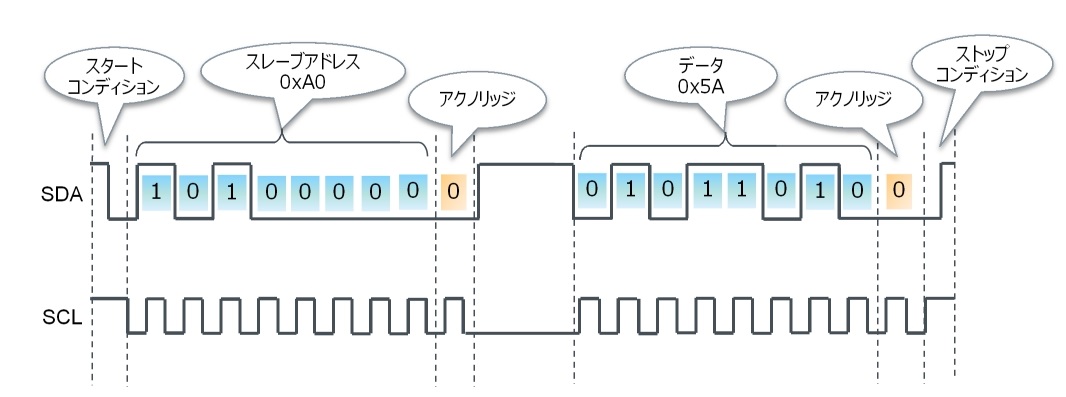 スタート
コンディション
スレーブアドレス
0xA0
アクノリッジ
データ
0x5A
アクノリッジ
ストップ
コンディション
SDA
1 0 1 0 0 0 0 0 0
0 1 0 1 1 0 1 0 0
SCL